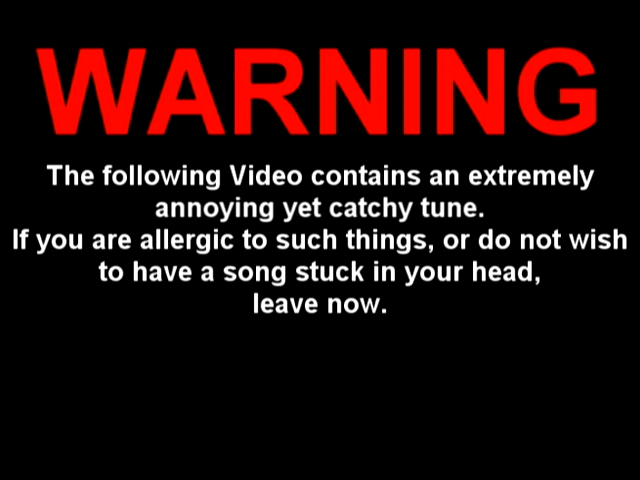 WARNING
The following Video contains an extremely
annoying yet catchy tune.
If you are allergic to such things, or do not wish
to have a song stuck in your head,
leave now.